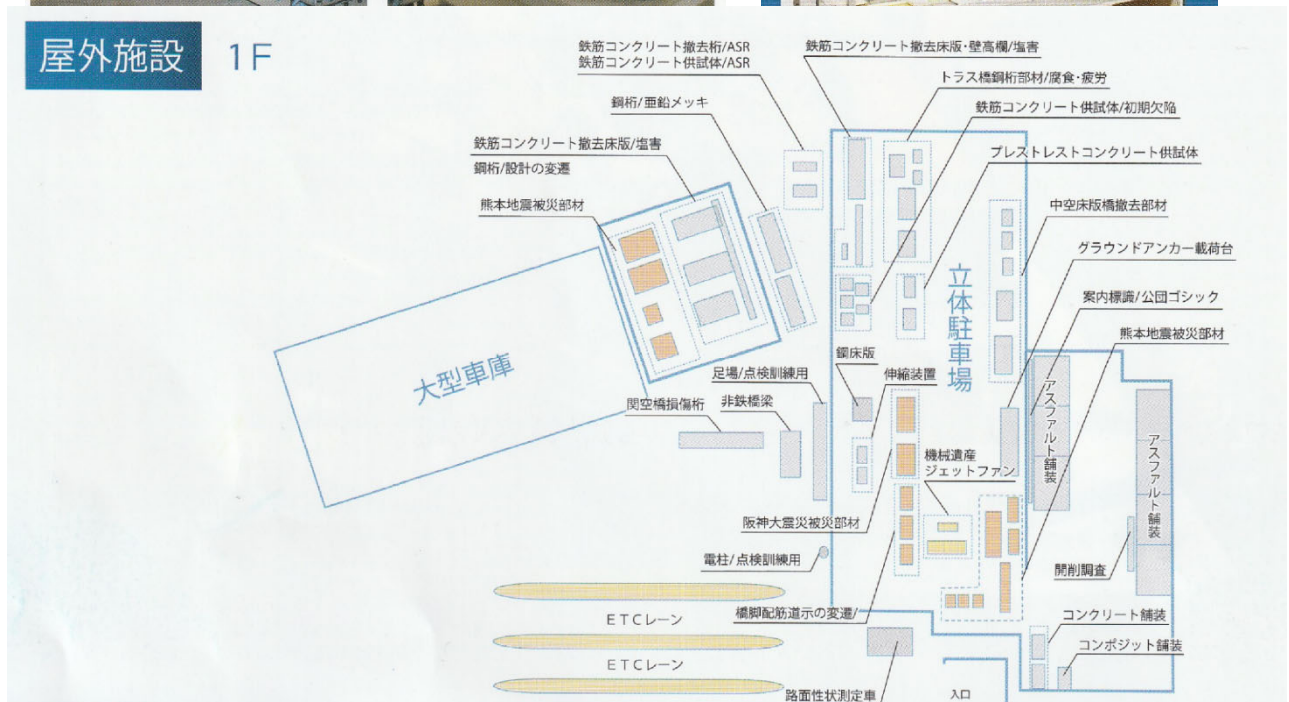 屋外施設 1F
鉄筋コンクリート撤去桁/ASR
鉄筋コンクリート供試体/ASR
鉄筋コンクリート撤去床版・壁高欄/塩害
トラス橋鋼桁部材/腐食・疲労
鋼桁/亜鉛メッキ
鉄筋コンクリート供試体/初期欠陥
鉄筋コンクリート撤去床版/塩害
鋼桁/設計の変遷
プレストレストコンクリート供試体
熊本地震被災部材
中空床版橋撤去部材
グラウンドアンカー載荷台
立体駐車場
案内標識/公団ゴシック
熊本地震被災部材
大型車庫
鋼床版
足場/点検訓練用
伸縮装置
関空橋損傷桁
非鉄橋梁
アスファルト舗装
アスファルト舗装
機械遺産
ジェットファン
阪神大震災被災部材
電柱/点検訓練用
開削調査
ETCレーン
橋脚配筋道示の変遷/
コンクリート舗装
コンポジット舗装
ETCレーン
路面性状測定車
入口